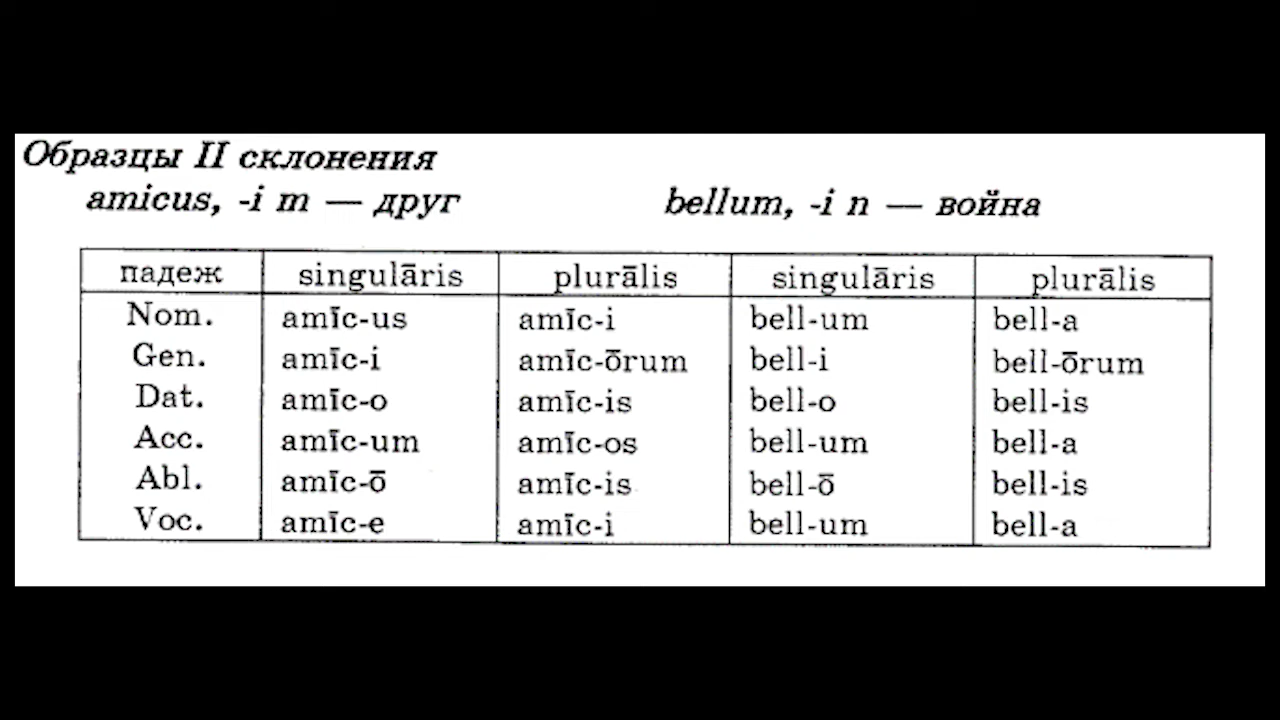 Образцы II склонения
amicus, -i m — друг bellum, -i n — война
падеж singulāris plurālis singulāris plurālis
Nom. amīc-us amīc-i bell-um bell-a
Gen. amīc-i amīc-ōrum bell-i bell-ōrum
Dat. amīc-o amīc-is bell-o bell-is
Acc. amīc-um amīc-os bell-um bell-a
Abl. amīc-ō amīc-is bell-ō bell-is
Voc. amīc-e amīc-i bell-um bell-a